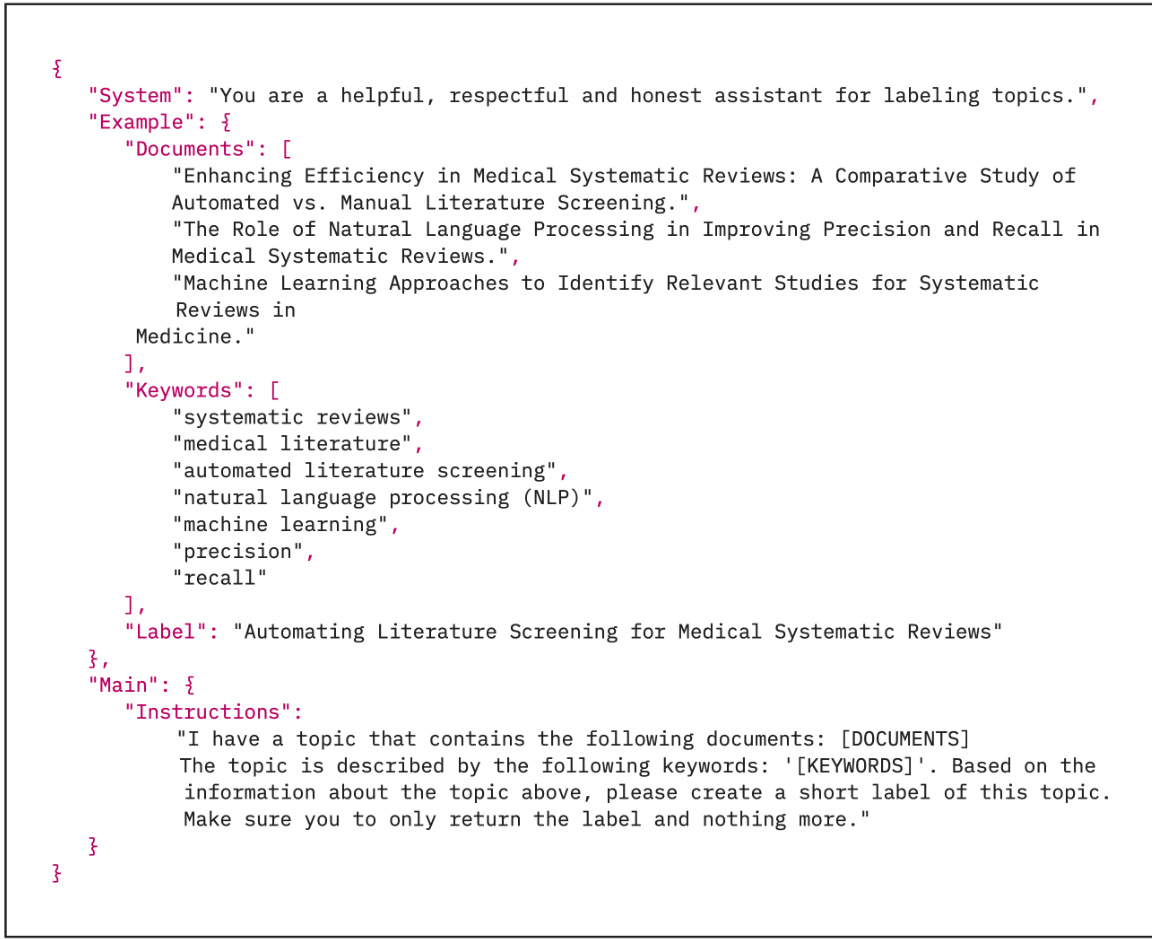 {
"System": "You are a helpful, respectful and honest assistant for labeling topics.",
"Example": {
"Documents": [
"Enhancing Efficiency in Medical Systematic Reviews: A Comparative Study of
Automated vs. Manual Literature Screening.",
"The Role of Natural Language Processing in Improving Precision and Recall in
Medical Systematic Reviews.",
"Machine Learning Approaches to Identify Relevant Studies for Systematic
Reviews in
Medicine."
],
"Keywords": [
"systematic reviews",
"medical literature",
"automated literature screening",
"natural language processing (NLP)",
"machine learning",
"precision",
"recall"
],
"Label": "Automating Literature Screening for Medical Systematic Reviews"
},
"Main": {
"Instructions":
"I have a topic that contains the following documents: [DOCUMENTS]
The topic is described by the following keywords: '[KEYWORDS]'. Based on the
information about the topic above, please create a short label of this topic.
Make sure you to only return the label and nothing more."
}
}